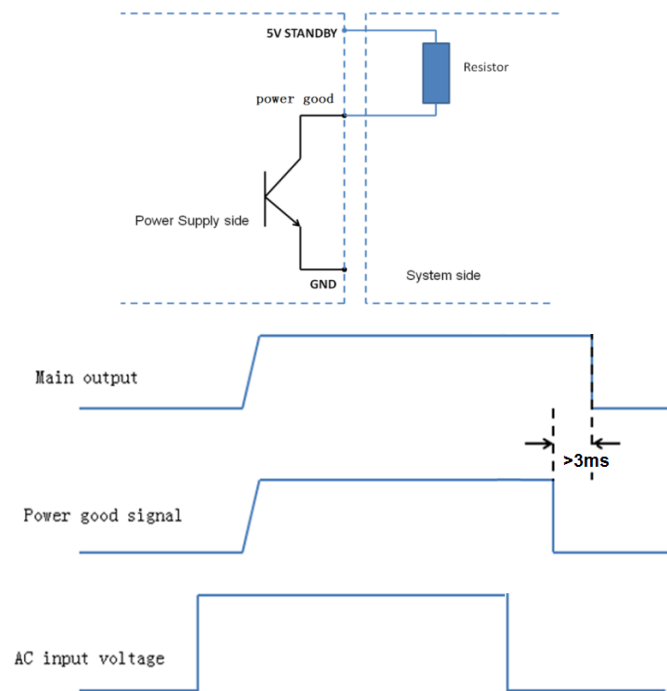 5V STANDBY
Resistor
power good
Power Supply side
System side
GND
Main output
>3ms
Power good signal
AC input voltage